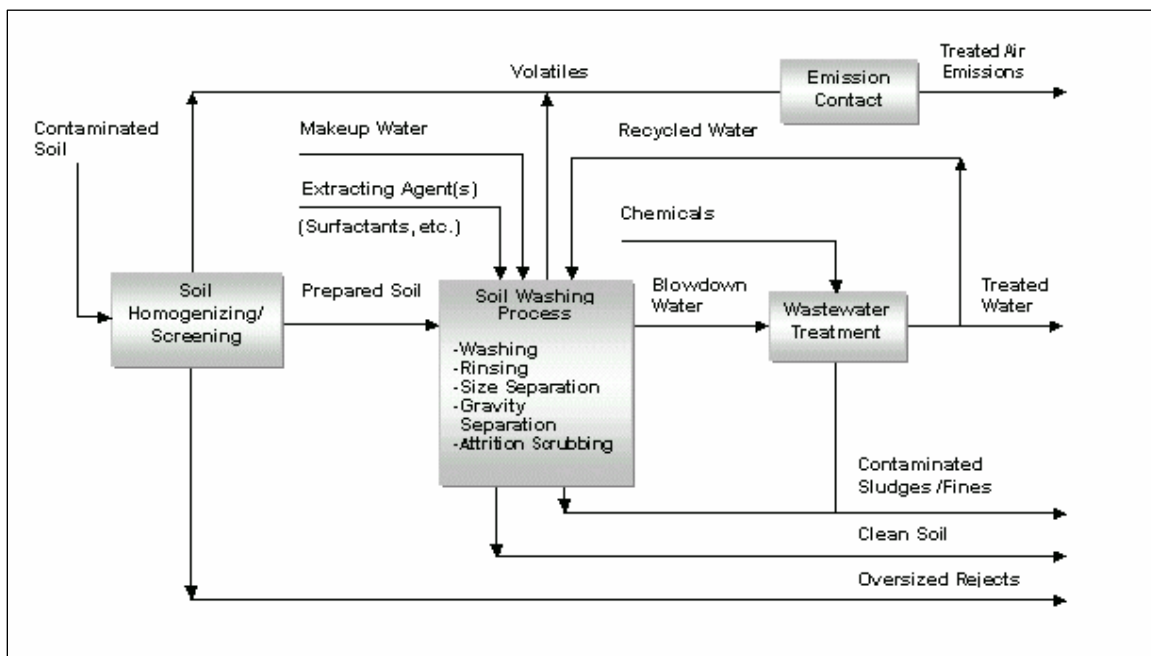 Volatiles
Emission
Contact
Treated Air
Emissions
Contaminated
Soil
Makeup Water
Recycled Water
Extracting Agent(s)
(Surfactants, etc.)
Chemicals
Soil
Homogenizing/
Screening
Prepared Soil
Soil Washing
Process
-Washing
-Rinsing
-Size Separation
-Gravity
Separation
-Attrition Scrubbing
Blowdown
Water
Wastewater
Treatment
Treated
Water
Contaminated
Sludges/Fines
Clean Soil
Oversized Rejects